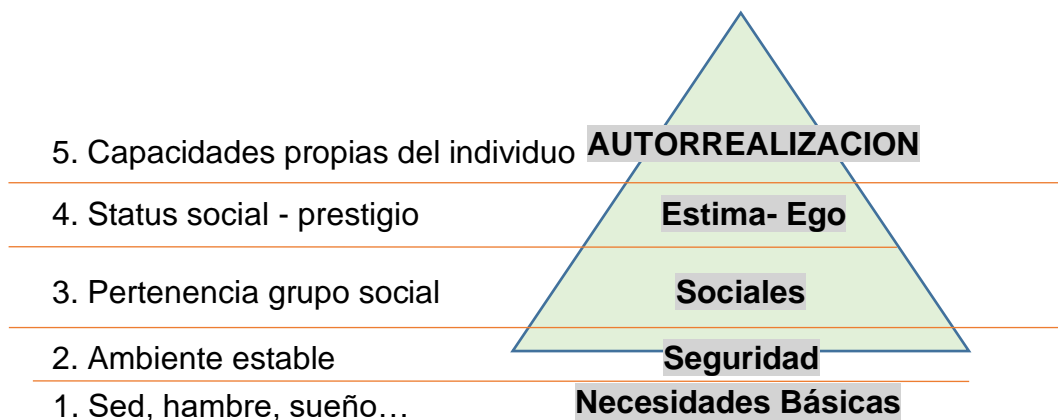 5. Capacidades propias del individuo AUTORREALIZACION
4. Status social - prestigio Estima- Ego
3. Pertenencia grupo social Sociales
2. Ambiente estable Seguridad
1. Sed, hambre, sueño… Necesidades Básicas